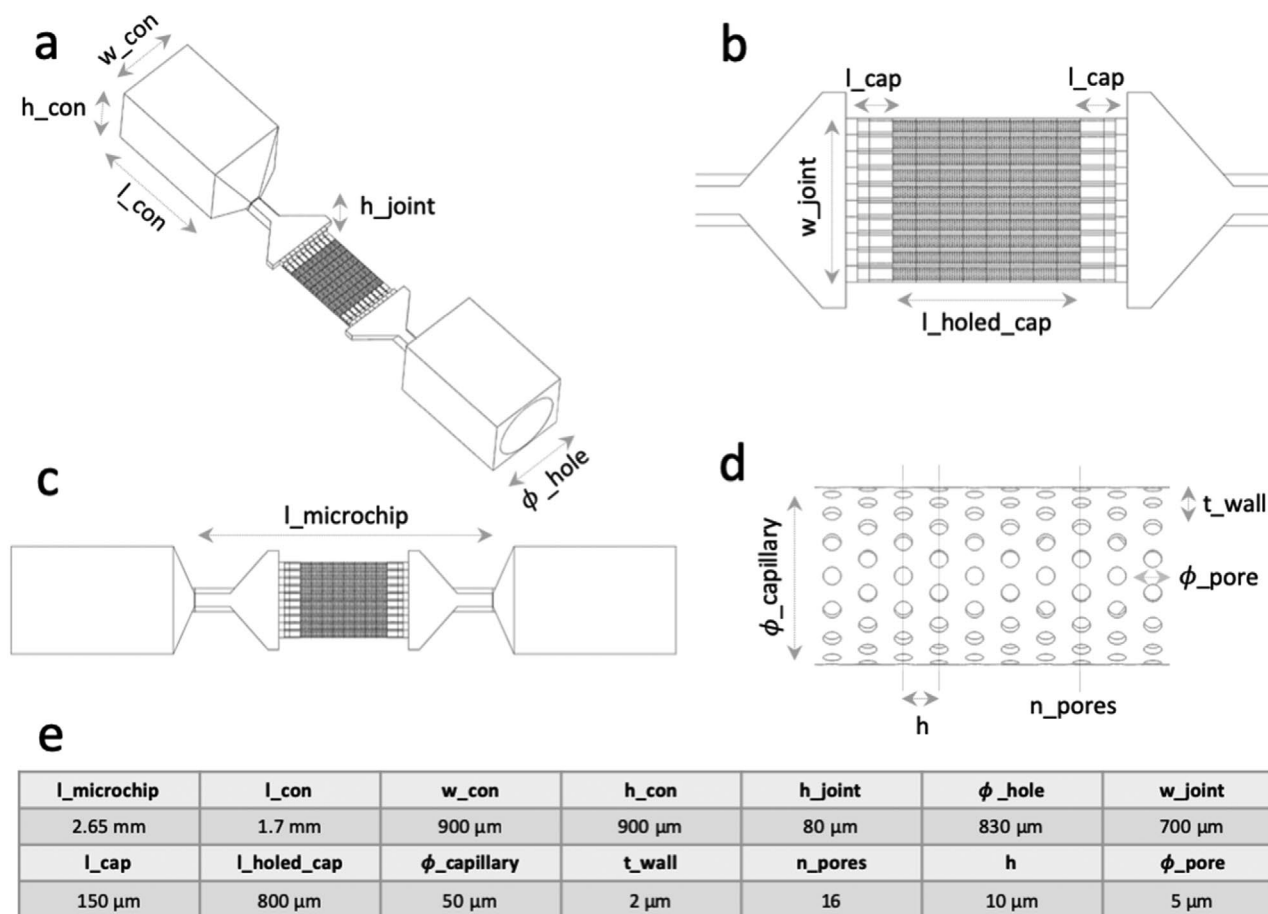 a
w_con
h_con
l_con
h_joint
ϕ_hole
b
l_cap
l_cap
w_joint
l_holed_cap
c
l_microchip
d
ϕ_capillary
t_wall
ϕ_pore
h
n_pores
e
l_microchip l_con w_con h_con h_joint ϕ_hole w_joint
2.65 mm 1.7 mm 900 µm 900 µm 80 µm 830 µm 700 µm
l_cap l_holed_cap ϕ_capillary t_wall n_pores h ϕ_pore
150 µm 800 µm 50 µm 2 µm 16 10 µm 5 µm